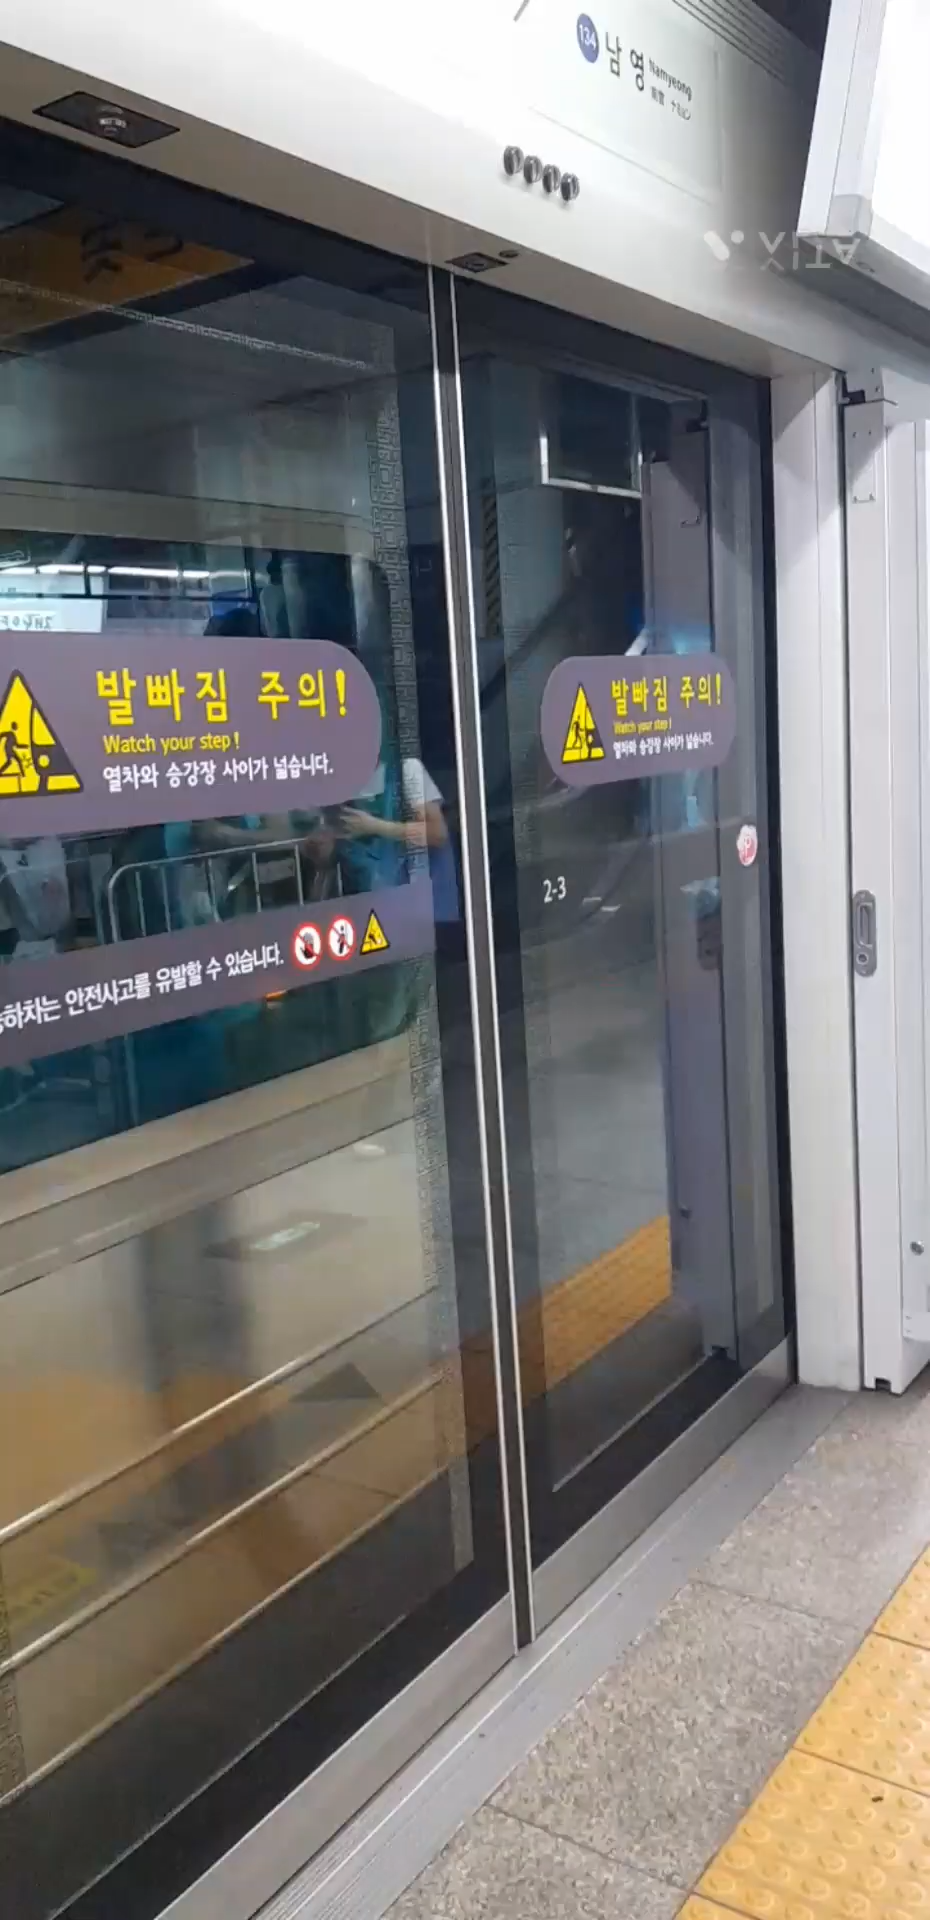 134 남영
Namyeong
발빠짐 주의!
Watch your step!
열차와 승강장 사이가 넓습니다.
발빠짐 주의!
Watch your step!
열차와 승강장 사이가 넓습니다.
2-3
승하차는 안전사고를 유발할 수 있습니다.